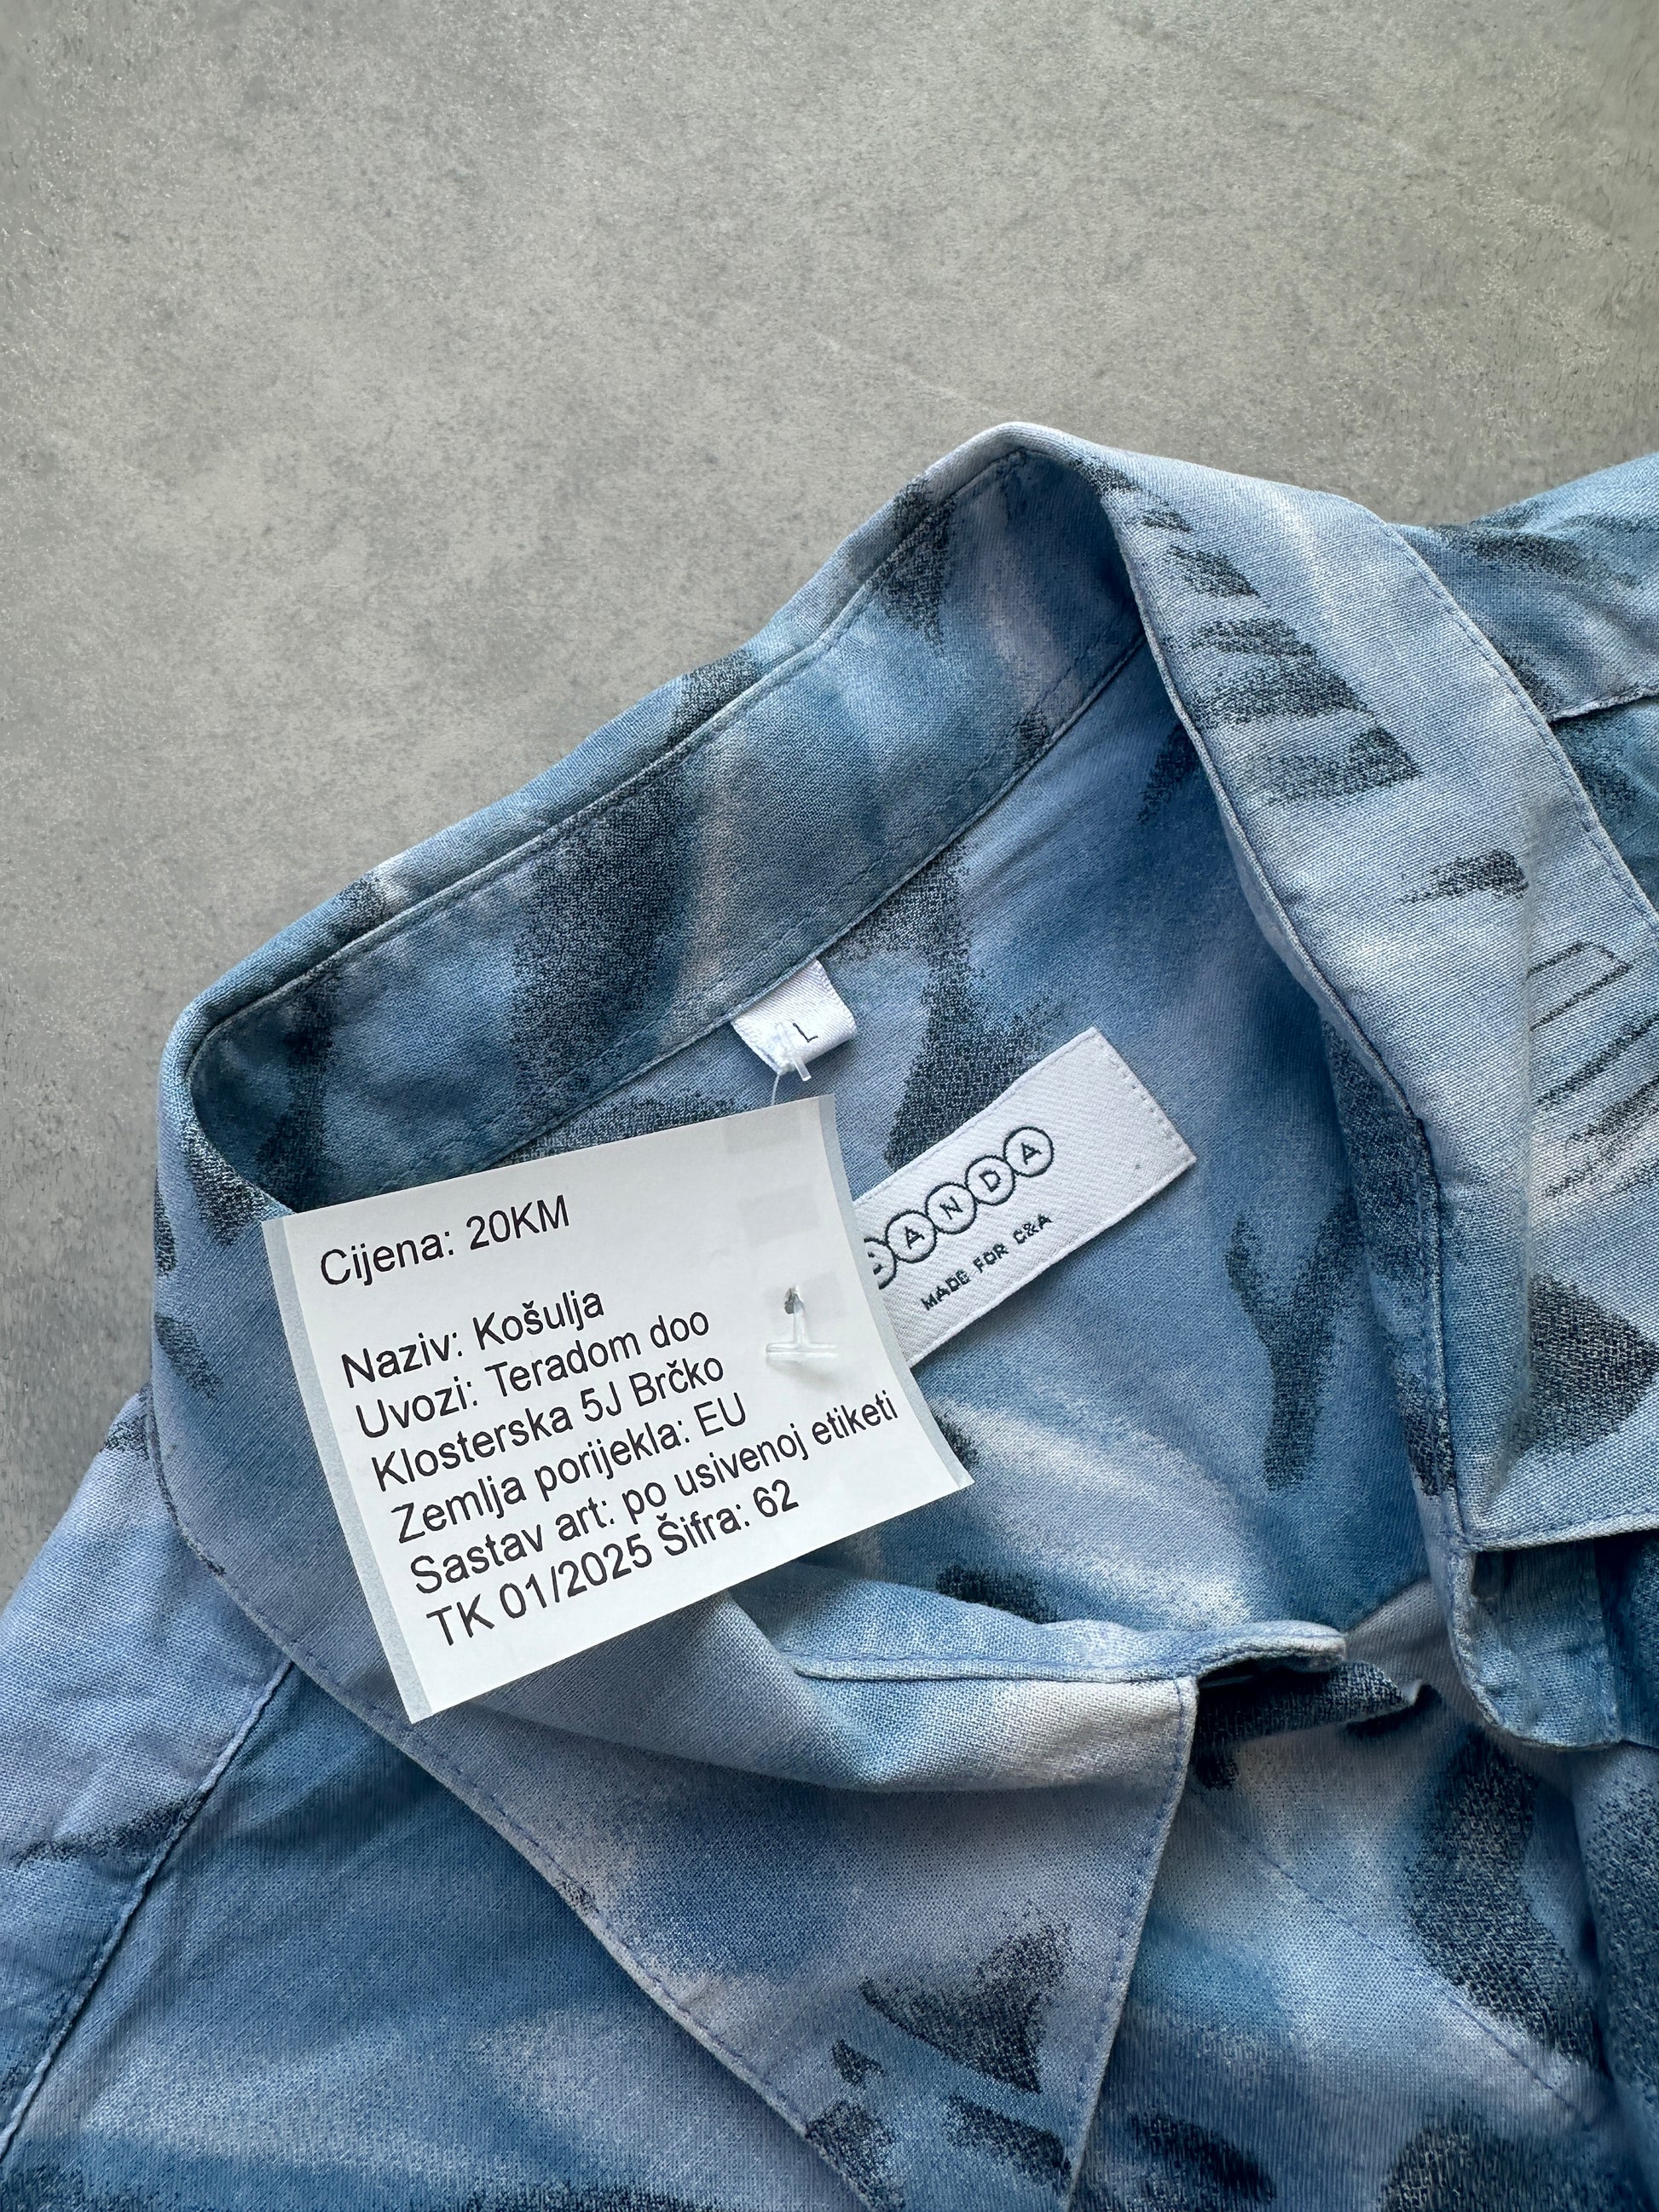 L
ANDA
MADE FOR C&A
Cijena: 20KM
Naziv: Košulja
Uvozi: Teradom doo
Klosterska 5J Brčko
Zemlja porijekla: EU
Sastav art: po usivenoj etiketi
TK 01/2025 Šifra: 62